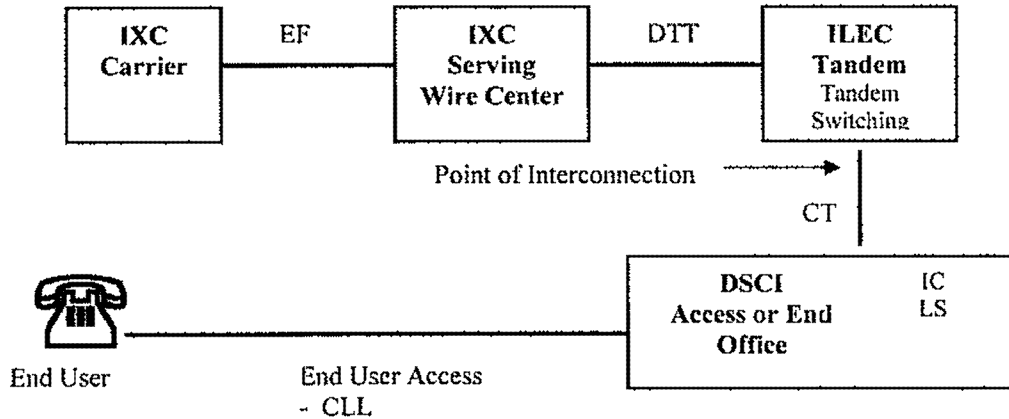 IXC
Carrier
EF
IXC
Serving
Wire Center
DTT
ILEC
Tandem
Tandem
Switching
Point of Interconnection
CT
DSCI
Access or End
Office
IC
LS
End User
End User Access
- CLL